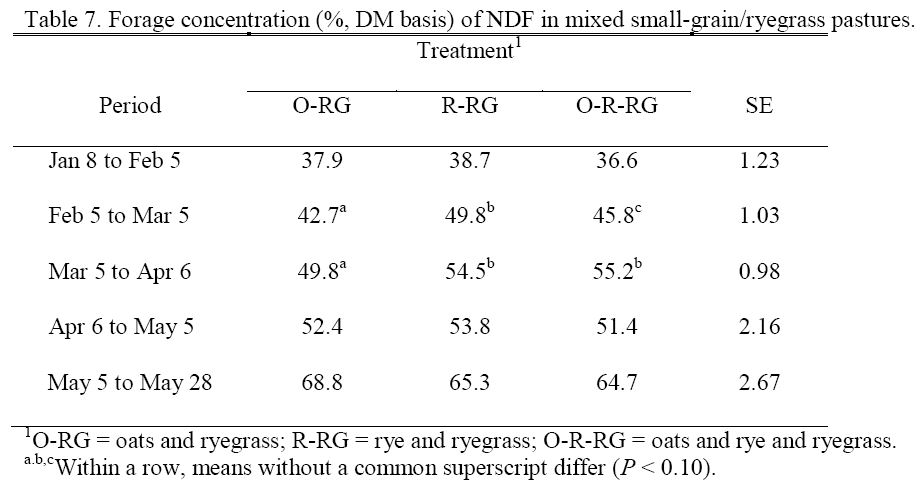 Table 7. Forage concentration (%, DM basis) of NDF in mixed small-grain/ryegrass pastures.
Treatment¹
Period O-RG R-RG O-R-RG SE
Jan 8 to Feb 5 37.9 38.7 36.6 1.23
Feb 5 to Mar 5 42.7ᵃ 49.8ᵇ 45.8ᶜ 1.03
Mar 5 to Apr 6 49.8ᵃ 54.5ᵇ 55.2ᵇ 0.98
Apr 6 to May 5 52.4 53.8 51.4 2.16
May 5 to May 28 68.8 65.3 64.7 2.67
¹O-RG = oats and ryegrass; R-RG = rye and ryegrass; O-R-RG = oats and rye and ryegrass.
ᵃ·ᵇ,ᶜWithin a row, means without a common superscript differ (P < 0.10).